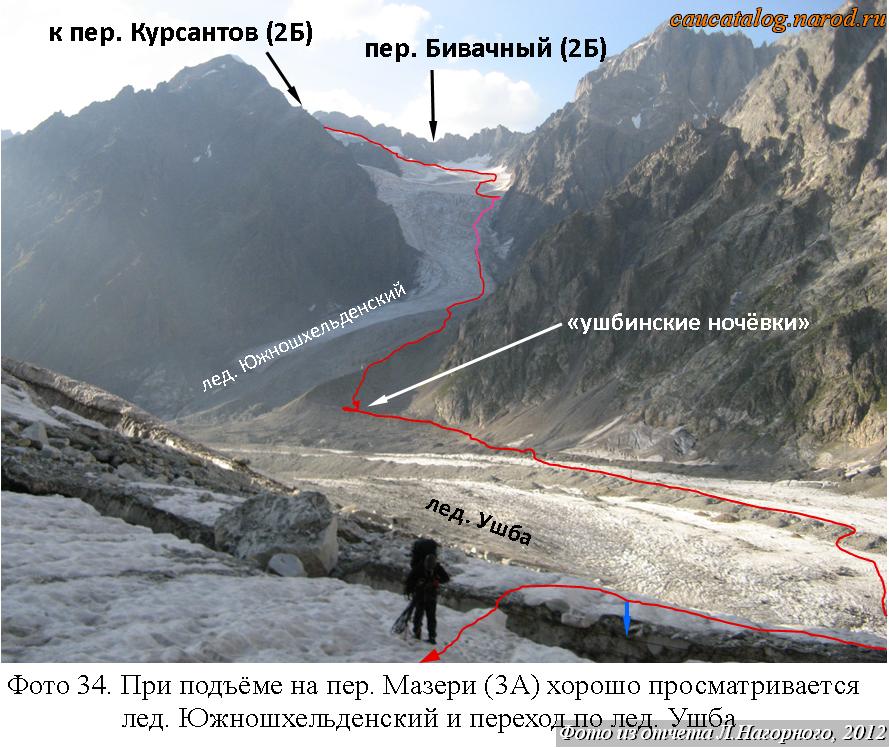 caucatalog.narod.ru
к пер. Курсантов (2Б)
пер. Бивачный (2Б)
лед. Южношхельденский
«ушбинские ночёвки»
лед. Ушба
Фото 34. При подъёме на пер. Мазери (3А) хорошо просматривается
лед. Южношхельденский и переход по лед. Ушба
Фото из отчета Л.Нагорного, 2012